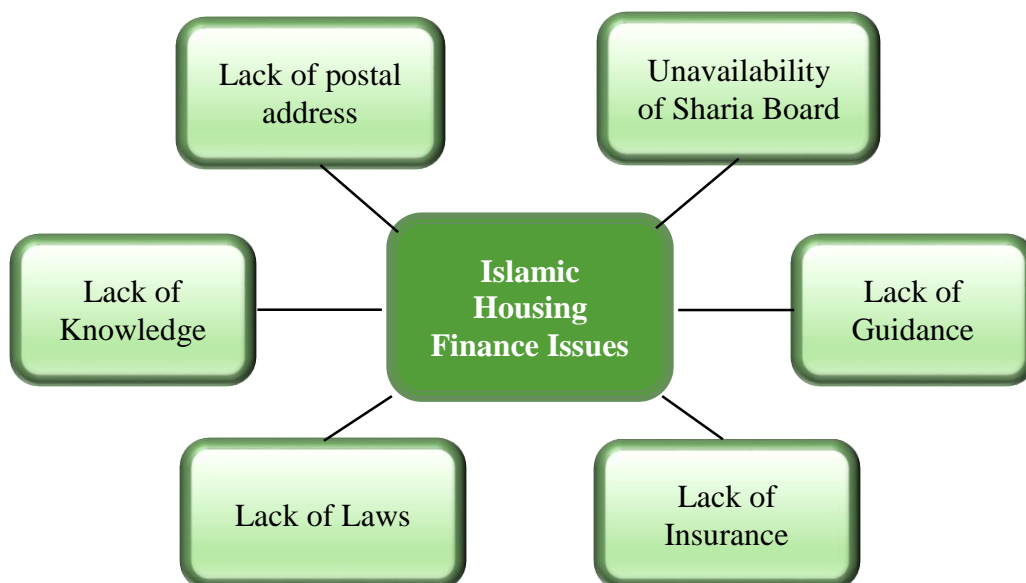 Lack of postal
address
Unavailability
of Sharia Board
Lack of
Knowledge
Islamic
Housing
Finance Issues
Lack of
Guidance
Lack of Laws
Lack of
Insurance